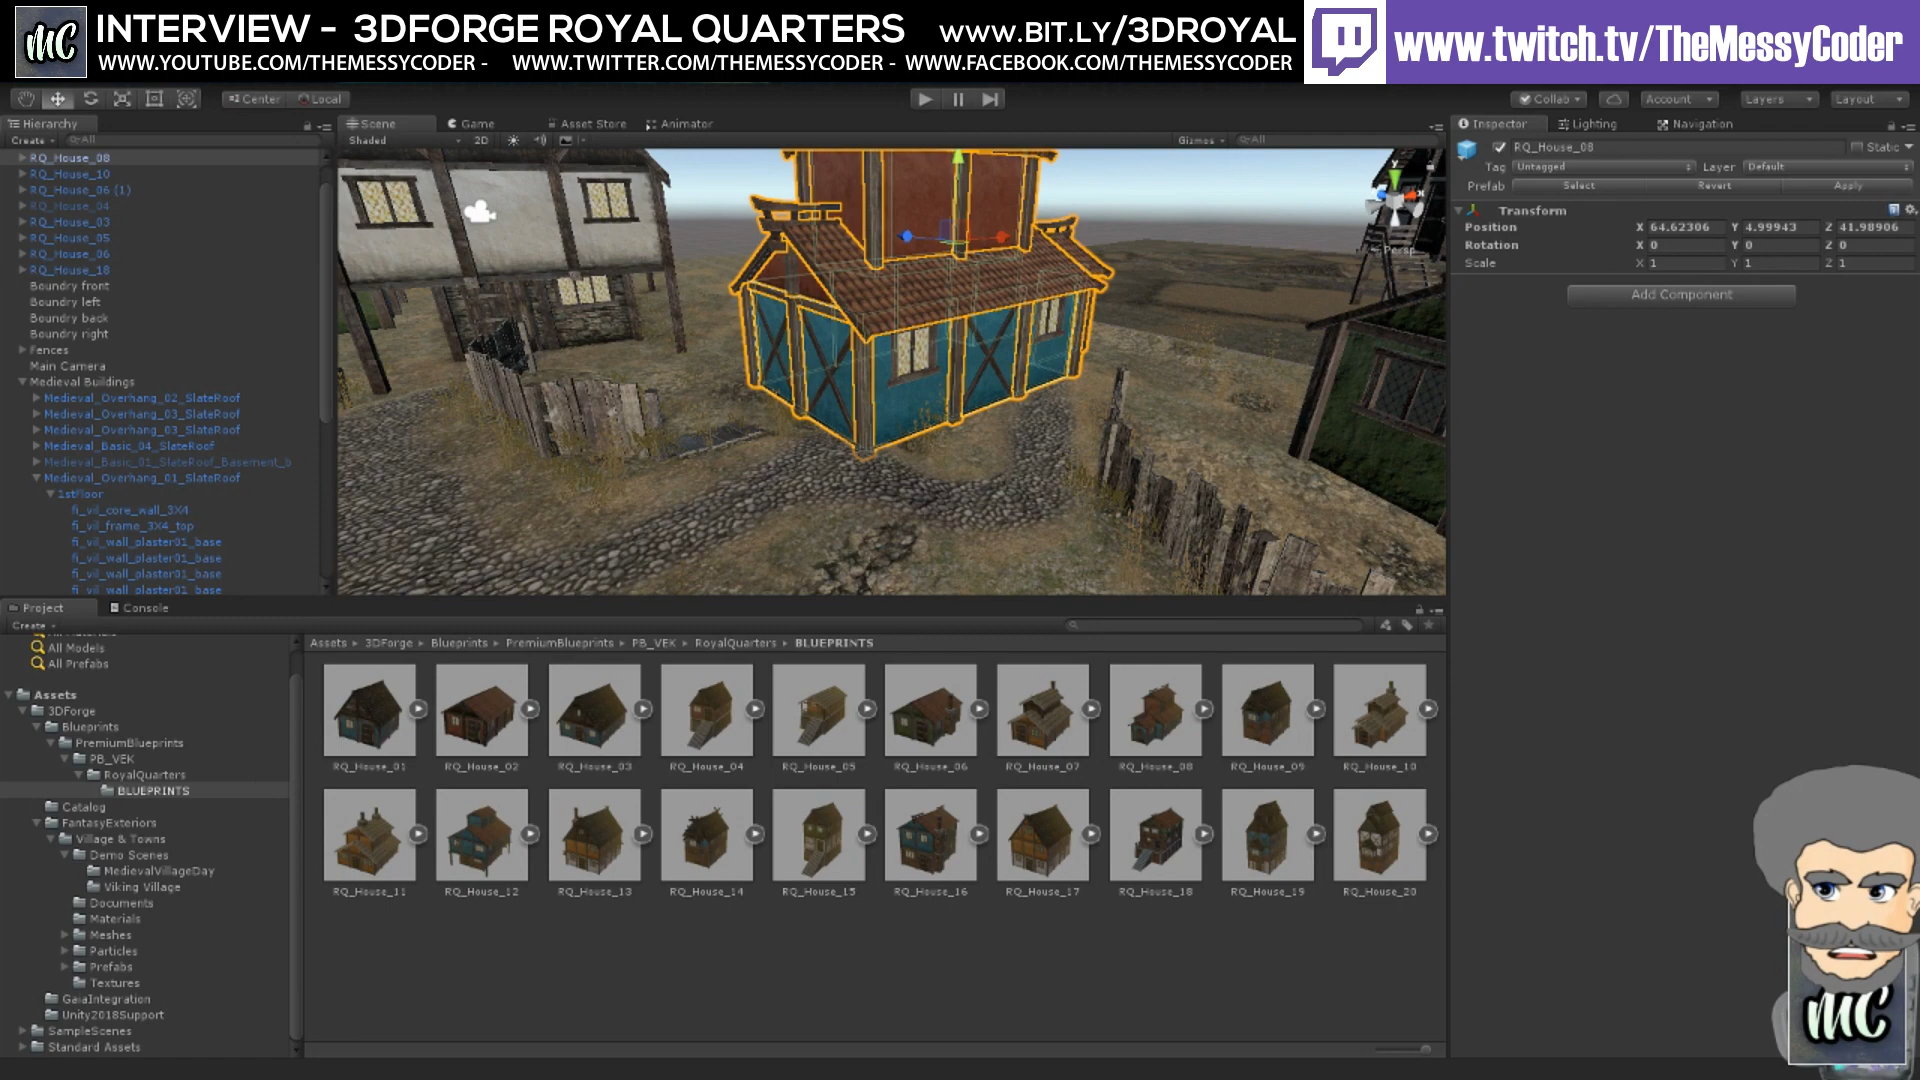 MC
INTERVIEW - 3DFORGE ROYAL QUARTERS
WWW.BIT.LY/3DROYAL
WWW.YOUTUBE.COM/THEMESSYCODER - WWW.TWITTER.COM/THEMESSYCODER - WWW.FACEBOOK.COM/THEMESSYCODER
www.twitch.tv/TheMessyCoder
Center Local
Collab Account Layers Layout
Hierarchy
Create All
RQ_House_08
RQ_House_10
RQ_House_06 (1)
RQ_House_04
RQ_House_03
RQ_House_05
RQ_House_06
RQ_House_18
Boundry front
Boundry left
Boundry back
Boundry right
Fences
Main Camera
Medieval Buildings
Medieval_Overhang_02_SlateRoof
Medieval_Overhang_03_SlateRoof
Medieval_Overhang_03_SlateRoof
Medieval_Basic_04_SlateRoof
Medieval_Basic_01_SlateRoof_Basement_b
Medieval_Overhang_01_SlateRoof
1stFloor
fi_vil_core_wall_3X4
fi_vil_frame_3X4_top
fi_vil_wall_plaster01_base
fi_vil_wall_plaster01_base
fi_vil_wall_plaster01_base
fi_vil_wall_plaster01_base
Scene Game Asset Store Animator
Shaded 2D Gizmos All
y
x
Persp
Inspector Lighting Navigation
RQ_House_08 Static
Tag Untagged Layer Default
Prefab Select Revert Apply
Transform
Position X 64.62306 Y 4.99943 Z 41.98906
Rotation X 0 Y 0 Z 0
Scale X 1 Y 1 Z 1
Add Component
Project Console
Create
All Models
All Prefabs
Assets
3DForge
Blueprints
PremiumBlueprints
PB_VEK
RoyalQuarters
BLUEPRINTS
Catalog
FantasyExteriors
Village & Towns
Demo Scenes
MedievalVillageDay
Viking Village
Documents
Materials
Meshes
Particles
Prefabs
Textures
GaiaIntegration
Unity2018Support
SampleScenes
Standard Assets
Assets 3DForge Blueprints PremiumBlueprints PB_VEK RoyalQuarters BLUEPRINTS
RQ_House_01 RQ_House_02 RQ_House_03 RQ_House_04 RQ_House_05 RQ_House_06 RQ_House_07 RQ_House_08 RQ_House_09 RQ_House_10
RQ_House_11 RQ_House_12 RQ_House_13 RQ_House_14 RQ_House_15 RQ_House_16 RQ_House_17 RQ_House_18 RQ_House_19 RQ_House_20
MC